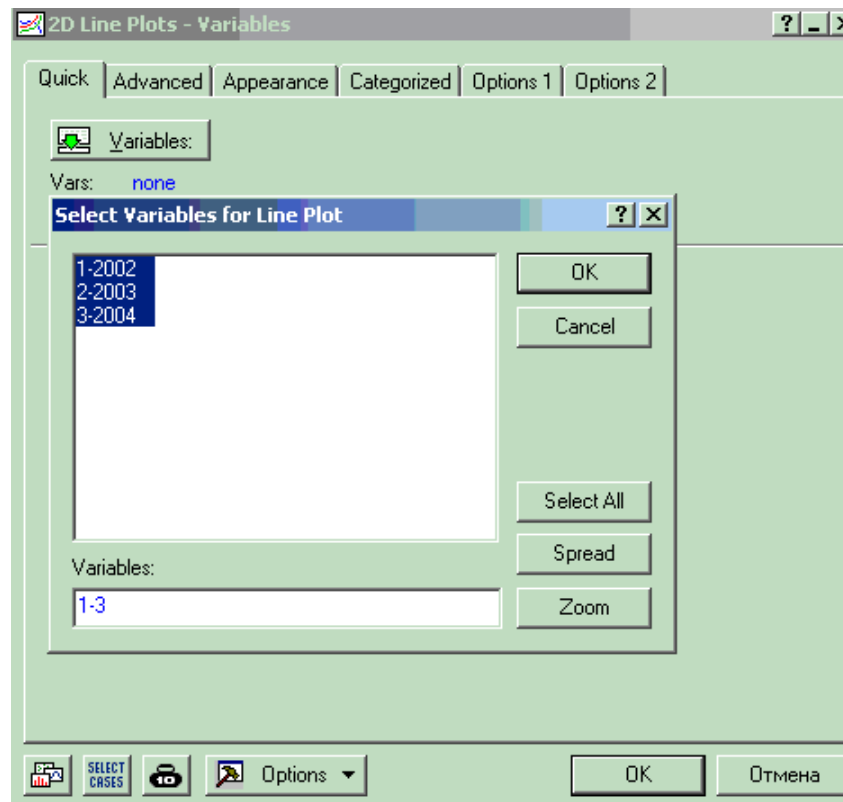 2D Line Plots - Variables
Quick Advanced Appearance Categorized Options 1 Options 2
Variables:
Vars: none
Select Variables for Line Plot
1-2002
2-2003
3-2004
OK
Cancel
Select All
Spread
Variables:
1-3
Zoom
SELECT
CASES
10
Options
OK
Отмена